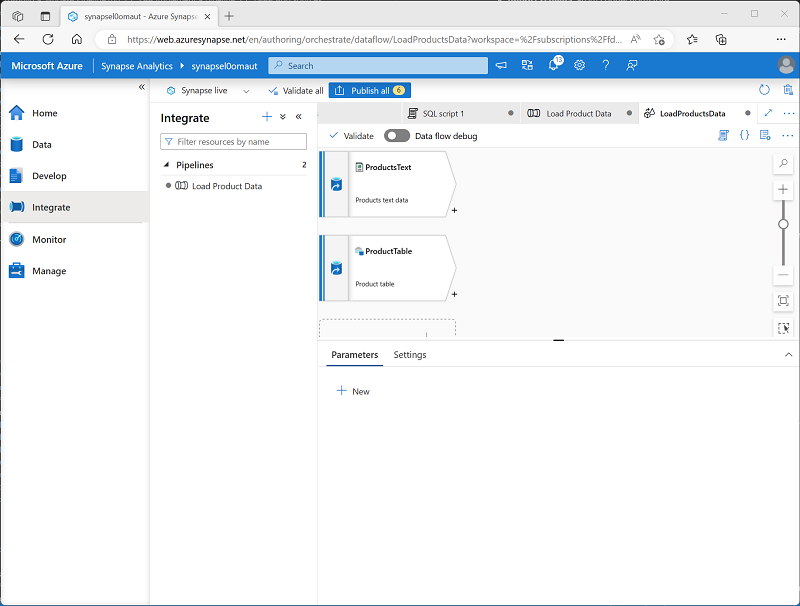 synapsel0omaut - Azure Synapse
https://web.azuresynapse.net/en/authoring/orchestrate/dataflow/LoadProductsData?workspace=%2Fsubscriptions%2Ffd...
Microsoft Azure
Synapse Analytics
synapsel0omaut
Search
13
Synapse live
Validate all
Publish all
6
Home
Data
Develop
Integrate
Monitor
Manage
Integrate
Filter resources by name
Pipelines
2
Load Product Data
SQL script 1
Load Product Data
LoadProductsData
Validate
Data flow debug
ProductsText
Products text data
ProductTable
Product table
Parameters
Settings
New